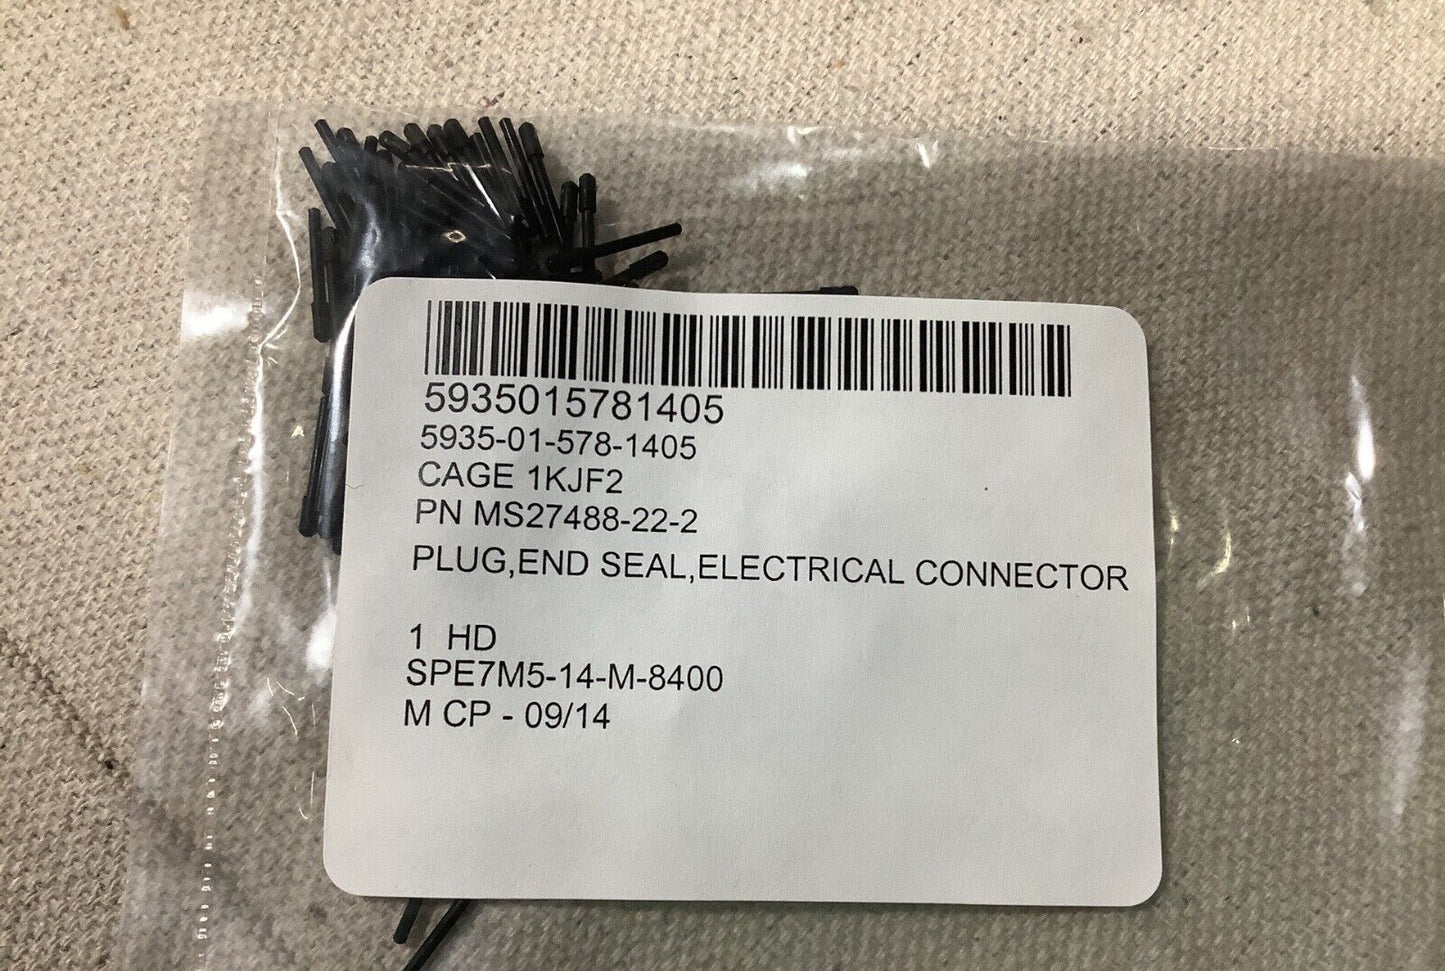 5935015781405
5935-01-578-1405
CAGE 1KJF2
PN MS27488-22-2
PLUG,END SEAL,ELECTRICAL CONNECTOR
1 HD
SPE7M5-14-M-8400
M CP - 09/14